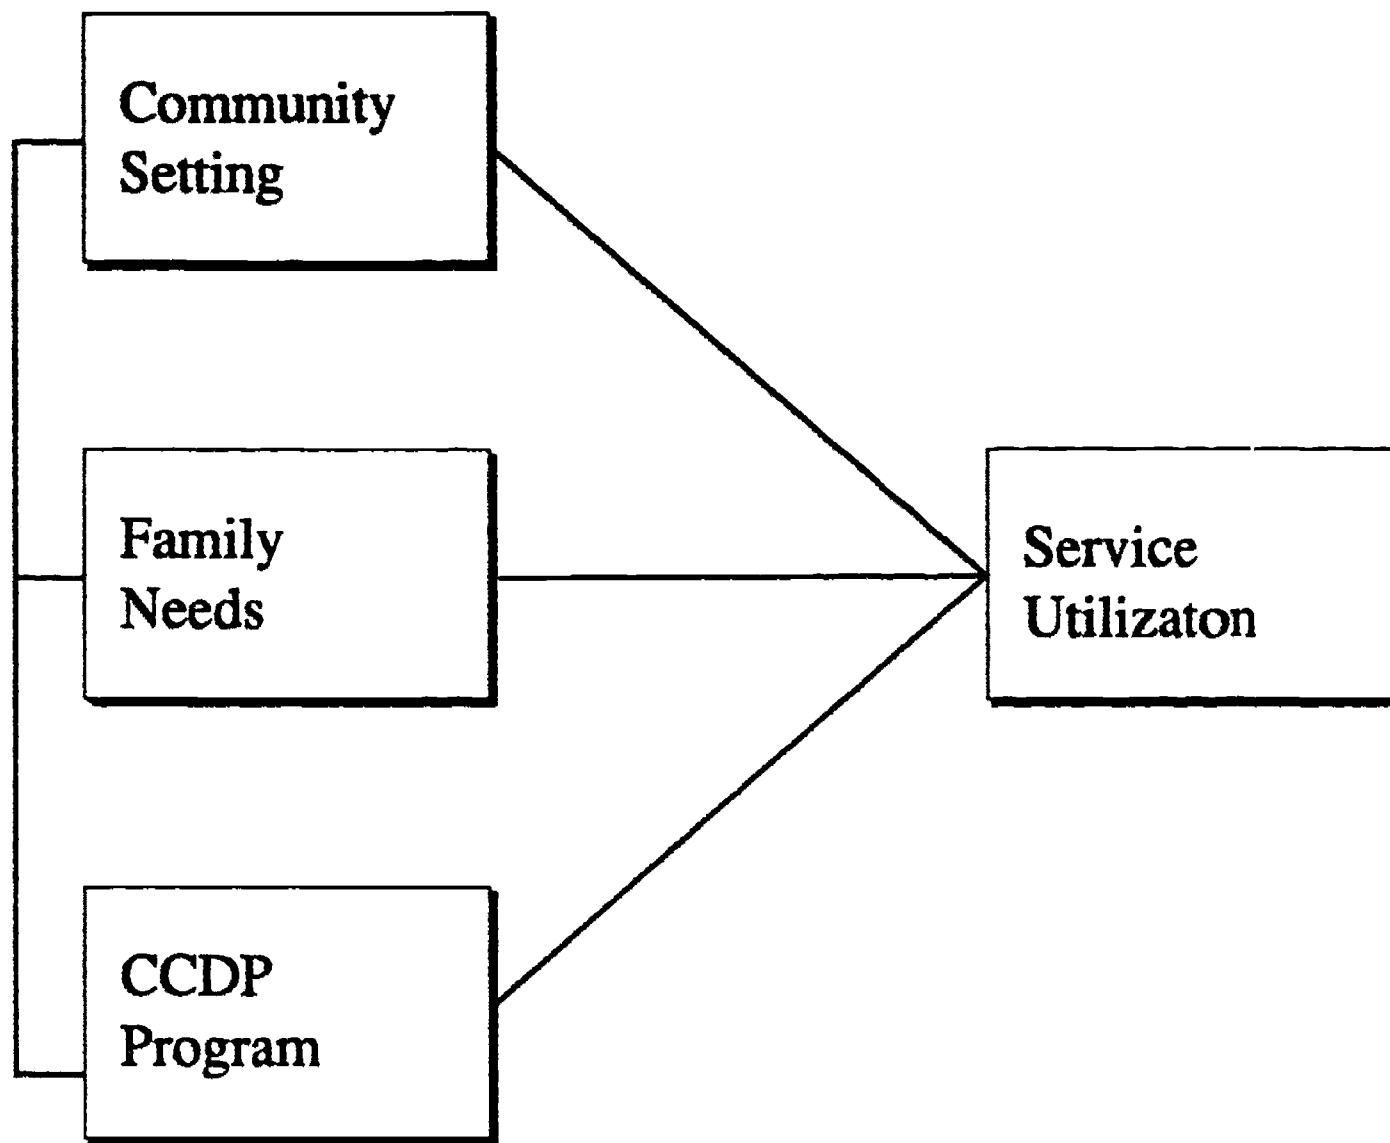 Community
Setting
Family
Needs
Service
Utilizaton
CCDP
Program